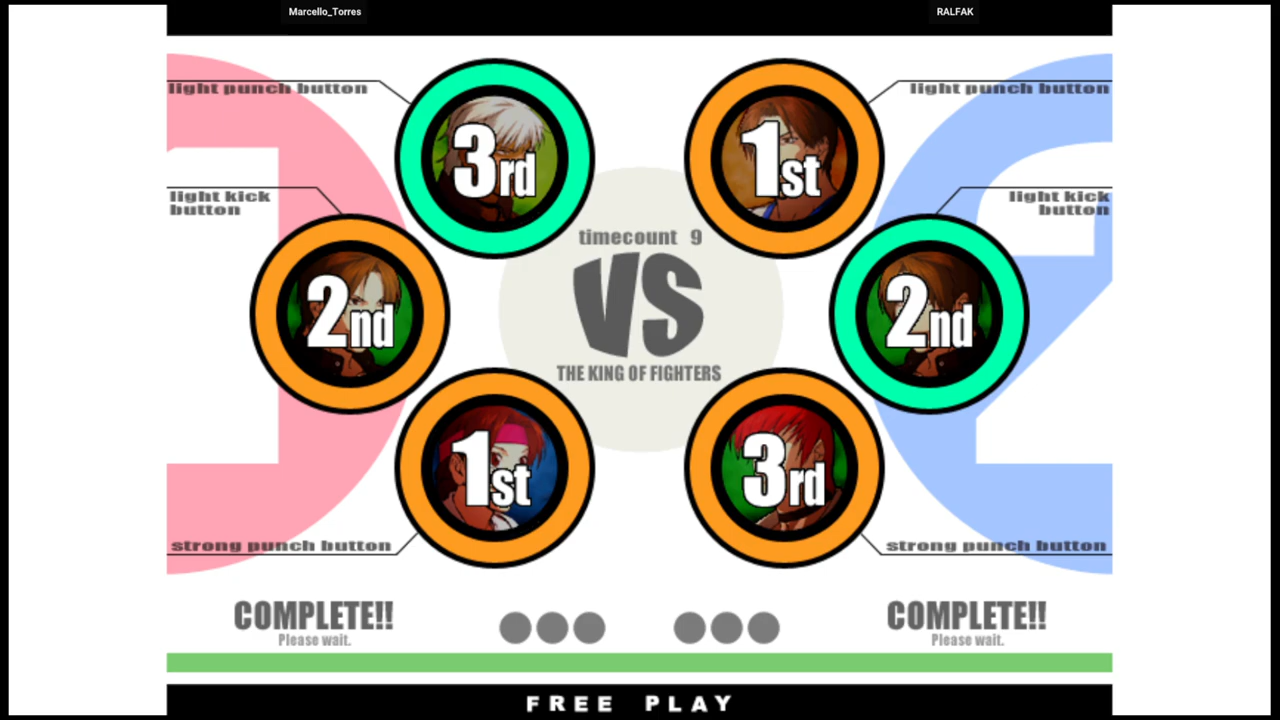 Marcello_Torres
RALFAK
light punch button
light punch button
3rd
1st
light kick
button
light kick
button
timecount 9
VS
THE KING OF FIGHTERS
2nd
2nd
1st
3rd
strong punch button
strong punch button
COMPLETE!!
Please wait.
COMPLETE!!
Please wait.
FREE PLAY